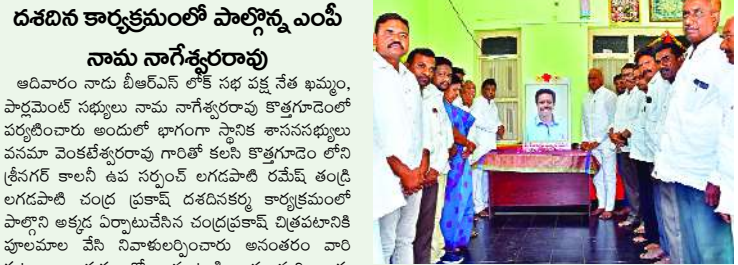 దశదిన కార్యక్రమంలో పాల్గొన్న ఎంపీ
నామ నాగేశ్వరరావు
ఆదివారం నాడు బీఆర్ఎస్ లోక్ సభ పక్ష నేత ఖమ్మం,
పార్లమెంట్ సభ్యులు నామ నాగేశ్వరరావు కొత్తగూడెంలో
పర్యటించారు అందులో భాగంగా స్థానిక శాసనసభ్యులు
వనమా వెంకటేశ్వరరావు గారితో కలసి కొత్తగూడెం లోని
శ్రీనగర్ కాలనీ ఉప సర్పంచ్ లగడపాటి రమేష్ తండ్రి
లగడపాటి చంద్ర ప్రకాశ్ దశదినకర్మ కార్యక్రమంలో
పాల్గొని అక్కడ ఏర్పాటుచేసిన చంద్రప్రకాష్ చిత్రపటానికి
పూలమాల వేసి నివాళులర్పించారు అనంతరం వారి